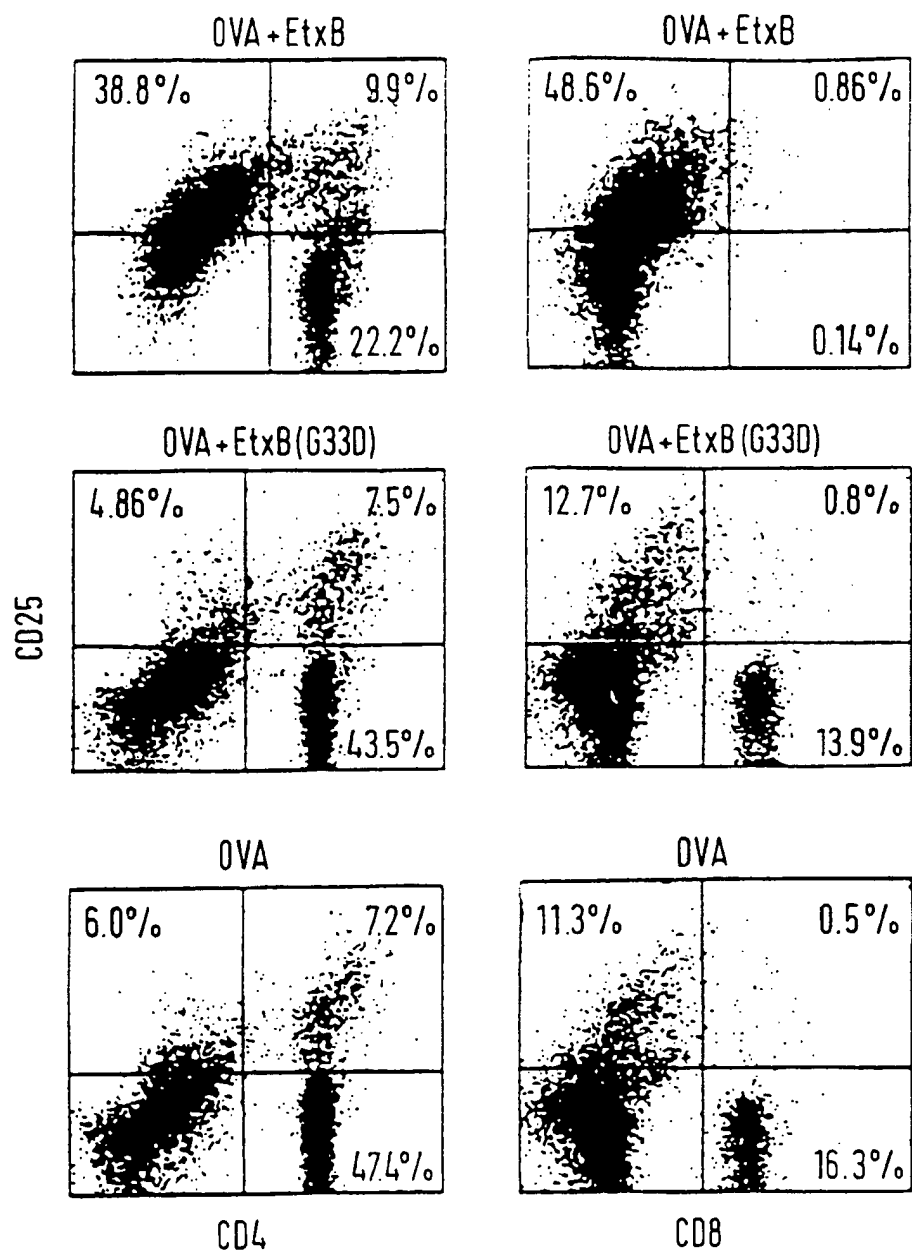 OVA+EtxB
38.8%
9.9%
22.2%
OVA+EtxB
48.6%
0.86%
0.14%
OVA+EtxB(G33D)
4.86%
7.5%
43.5%
OVA+EtxB(G33D)
12.7%
0.8%
13.9%
CD25
OVA
6.0%
7.2%
47.4%
OVA
11.3%
0.5%
16.3%
CD4
CD8